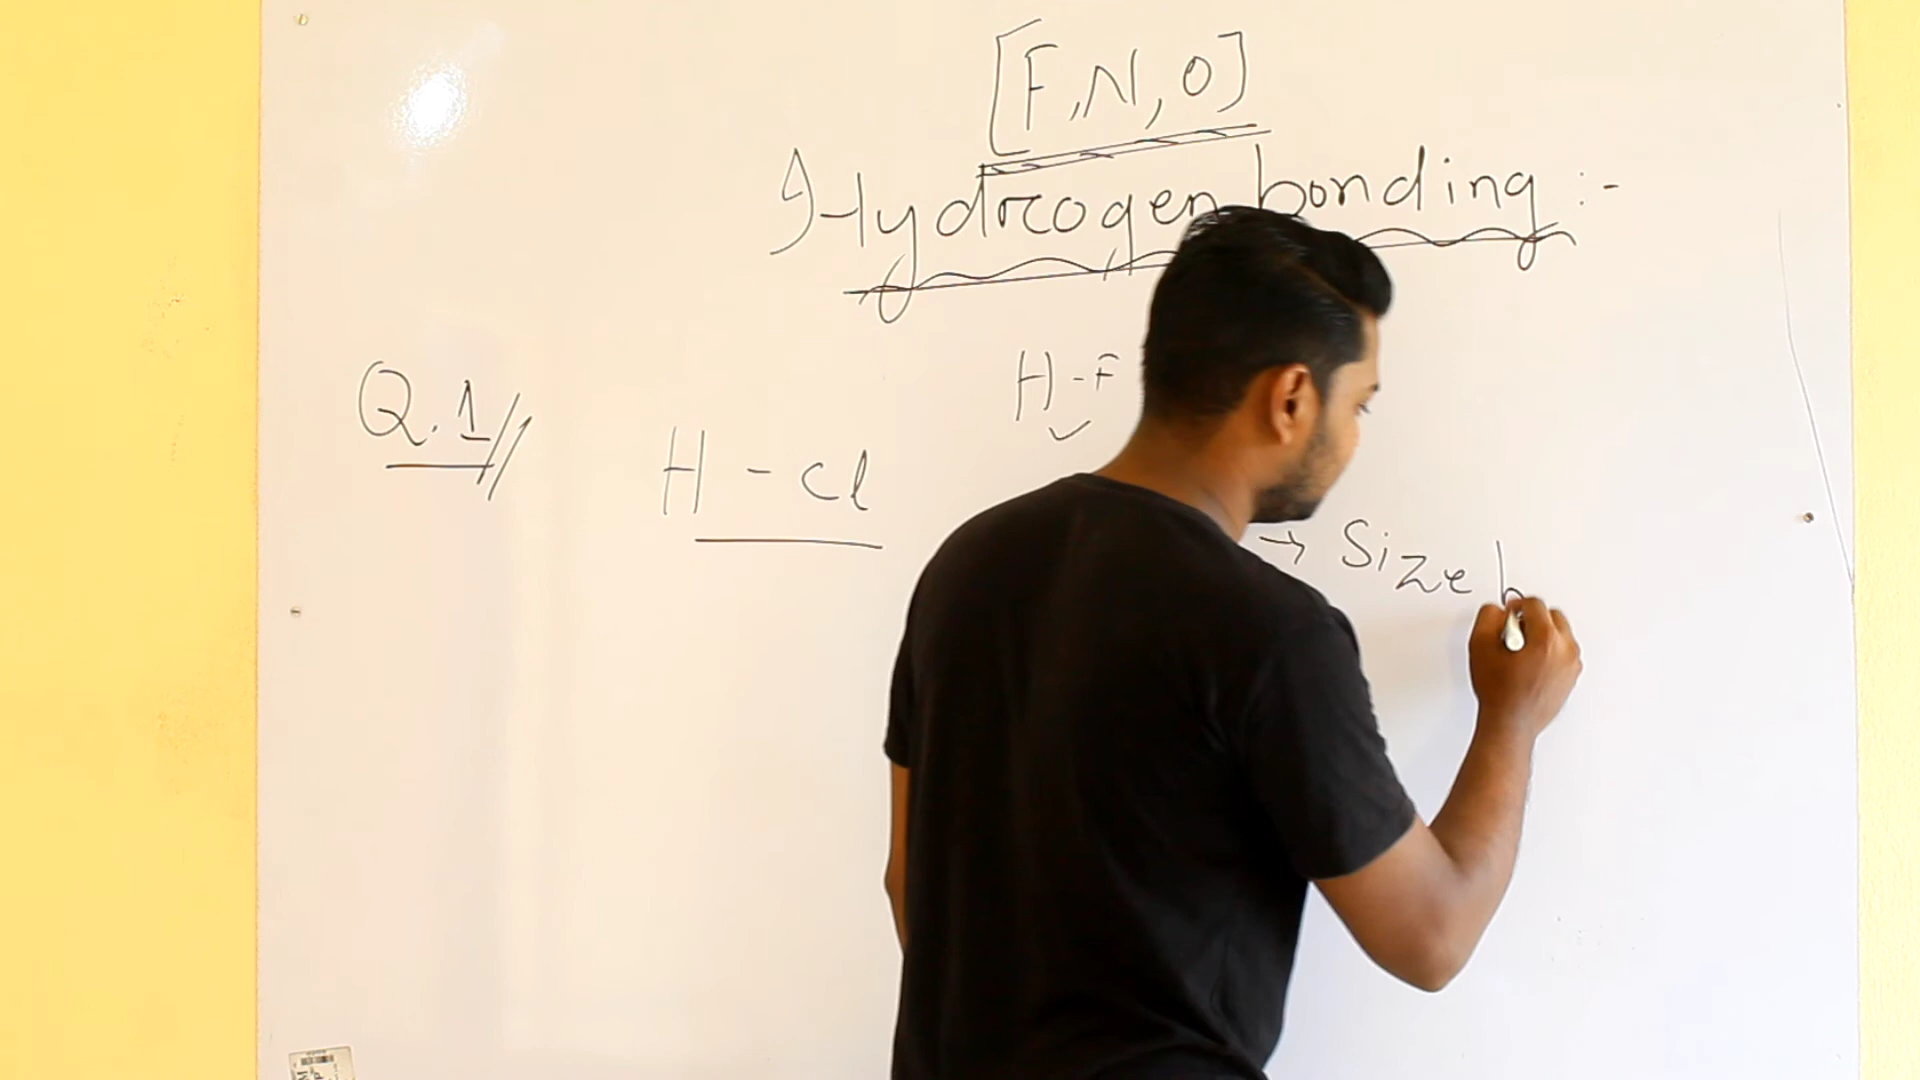 [F, N, O]
Hydrogen bonding :-
H - F
Q. 1//
H - Cl
→ Size